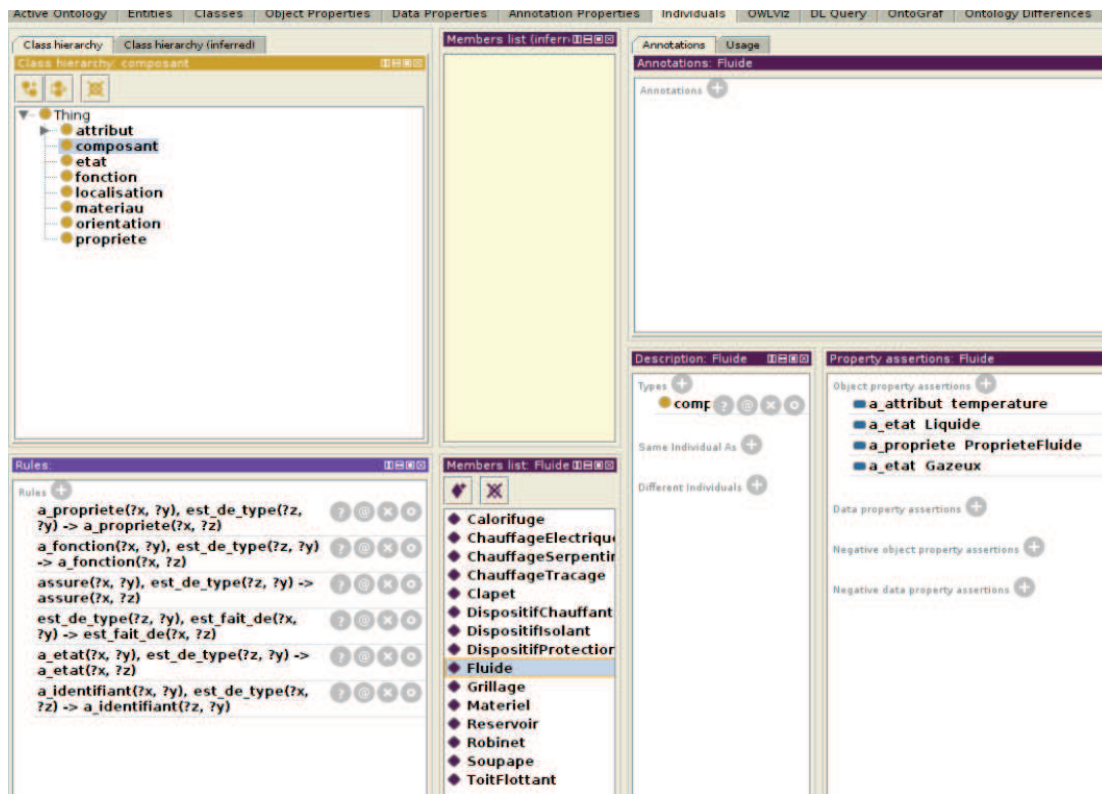 Active Ontology Entities Classes Object Properties Data Properties Annotation Properties Individuals OWLViz DL Query OntoGraf Ontology Differences
Class hierarchy Class hierarchy (inferred)
Class hierarchy: composant
Thing
attribut
composant
etat
fonction
localisation
materiau
orientation
propriete
Members list (inferr
Annotations Usage
Annotations: Fluide
Annotations
Rules:
Rules
a_propriete(?x, ?y), est_de_type(?z,
?y) -> a_propriete(?x, ?z)
a_fonction(?x, ?y), est_de_type(?z, ?y)
-> a_fonction(?x, ?z)
assure(?x, ?y), est_de_type(?z, ?y) ->
assure(?x, ?z)
est_de_type(?z, ?y), est_fait_de(?x,
?y) -> est_fait_de(?x, ?z)
a_etat(?x, ?y), est_de_type(?z, ?y) ->
a_etat(?x, ?z)
a_identifiant(?x, ?y), est_de_type(?x,
?z) -> a_identifiant(?z, ?y)
Members list: Fluide
Calorifuge
ChauffageElectriqu
ChauffageSerpentin
ChauffageTracage
Clapet
DispositifChauffant
DispositifIsolant
DispositifProtection
Fluide
Grillage
Materiel
Reservoir
Robinet
Soupape
ToitFlottant
Description: Fluide
Types
comp
Same Individual As
Different Individuals
Property assertions: Fluide
Object property assertions
a_attribut temperature
a_etat Liquide
a_propriete ProprieteFluide
a_etat Gazeux
Data property assertions
Negative object property assertions
Negative data property assertions